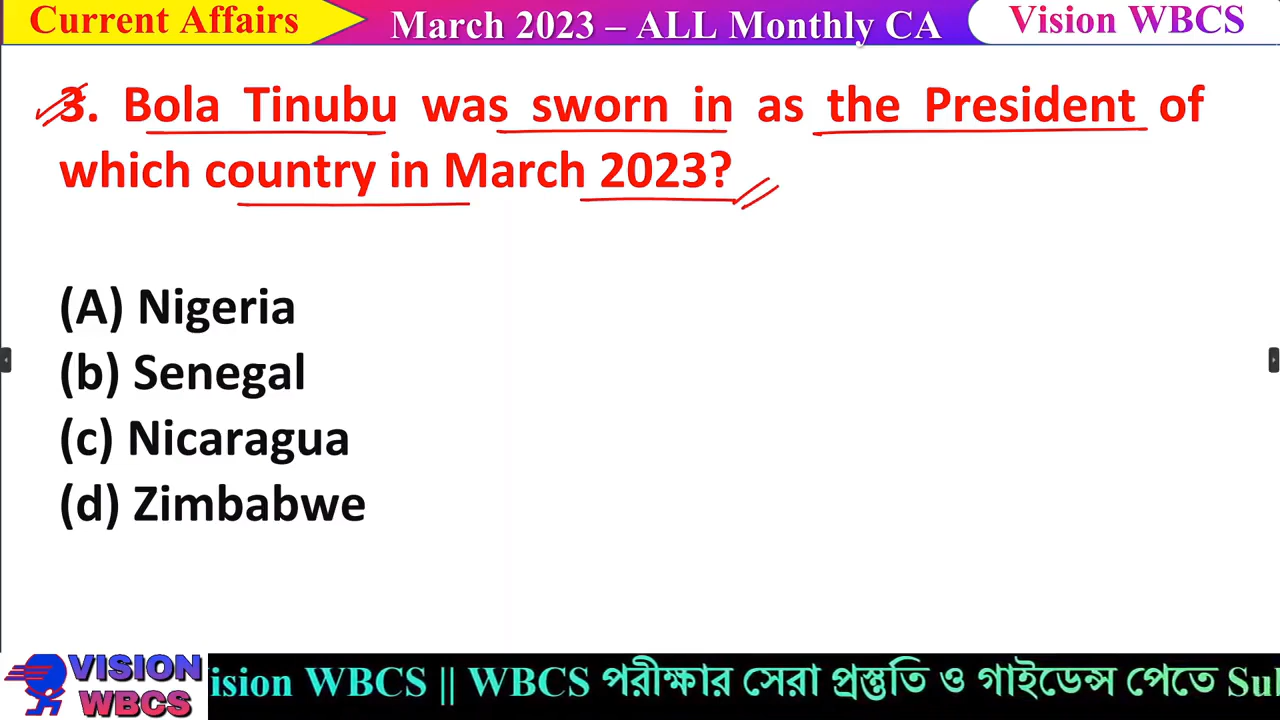 Current Affairs
March 2023 – ALL Monthly CA
Vision WBCS
3. Bola Tinubu was sworn in as the President of
which country in March 2023?
(A) Nigeria
(b) Senegal
(c) Nicaragua
(d) Zimbabwe
VISION
WBCS
ision WBCS || WBCS পরীক্ষার সেরা প্রস্তুতি ও গাইডেন্স পেতে Sul